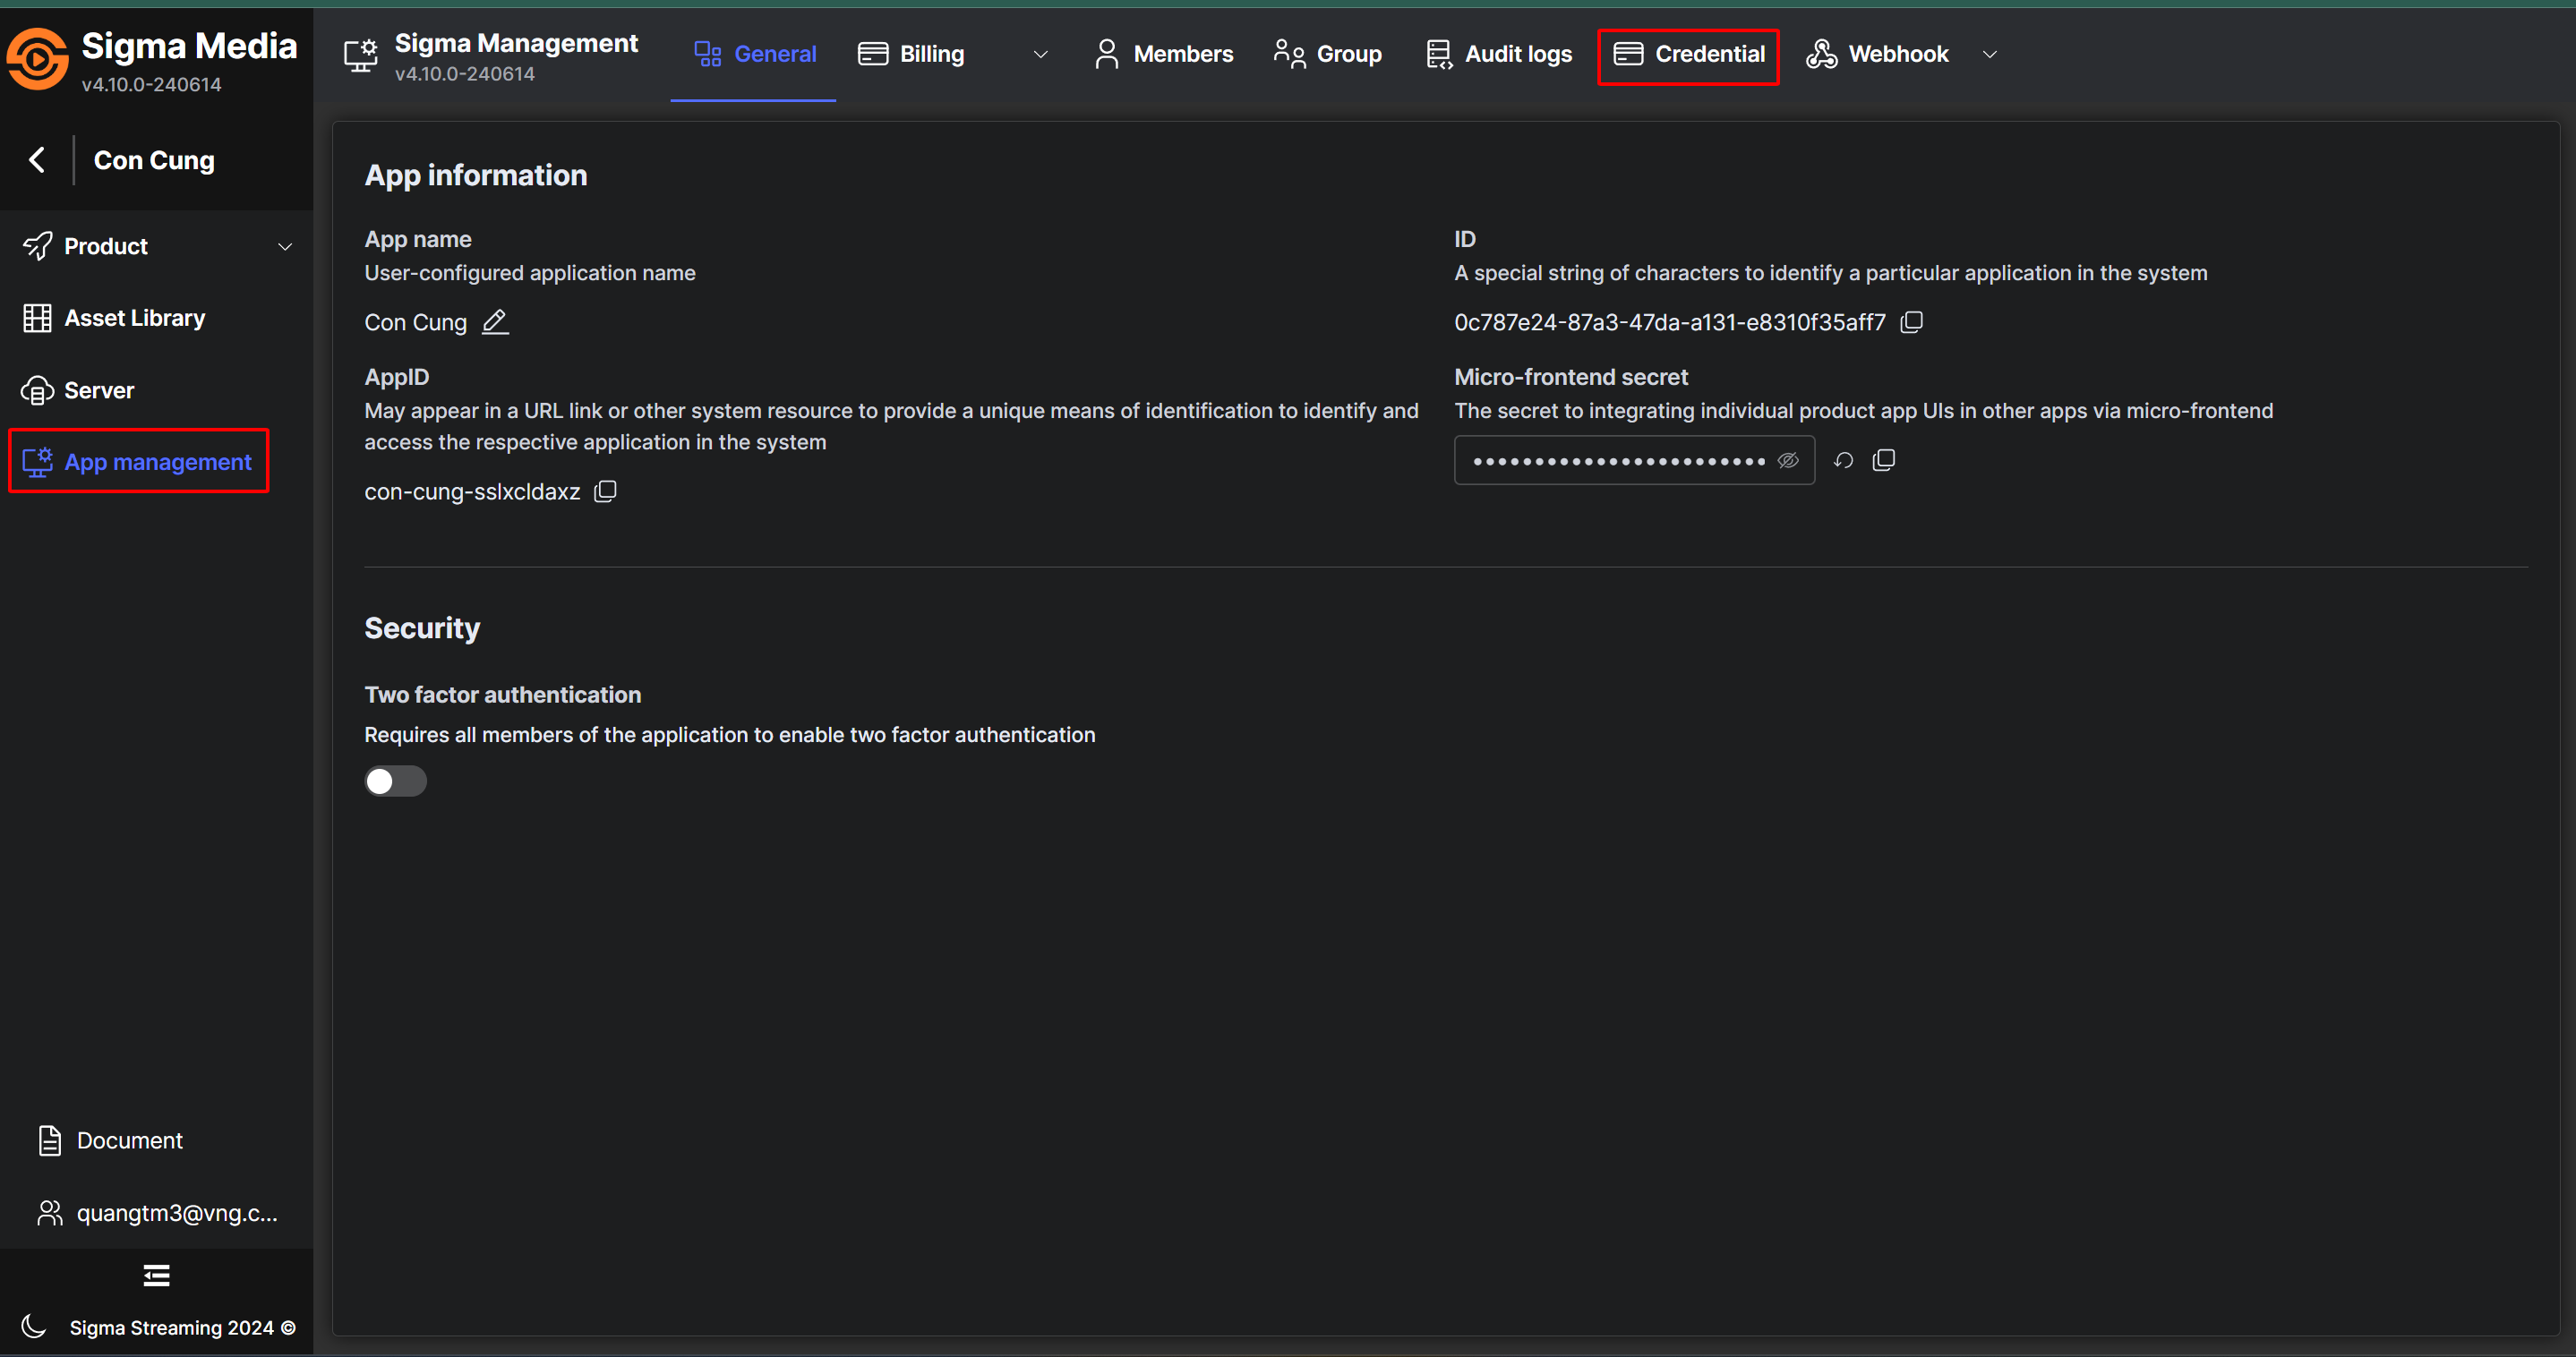 Sigma Media
v4.10.0-240614
Con Cung
Product
Asset Library
Server
App management
Document
quangtm3@vng.c...
Sigma Streaming 2024 ©
Sigma Management
v4.10.0-240614
General
Billing
Members
Group
Audit logs
Credential
Webhook
App information
App name
User-configured application name
Con Cung
AppID
May appear in a URL link or other system resource to provide a unique means of identification to identify and
access the respective application in the system
con-cung-sslxcldaxz
ID
A special string of characters to identify a particular application in the system
0c787e24-87a3-47da-a131-e8310f35aff7
Micro-frontend secret
The secret to integrating individual product app UIs in other apps via micro-frontend
Security
Two factor authentication
Requires all members of the application to enable two factor authentication